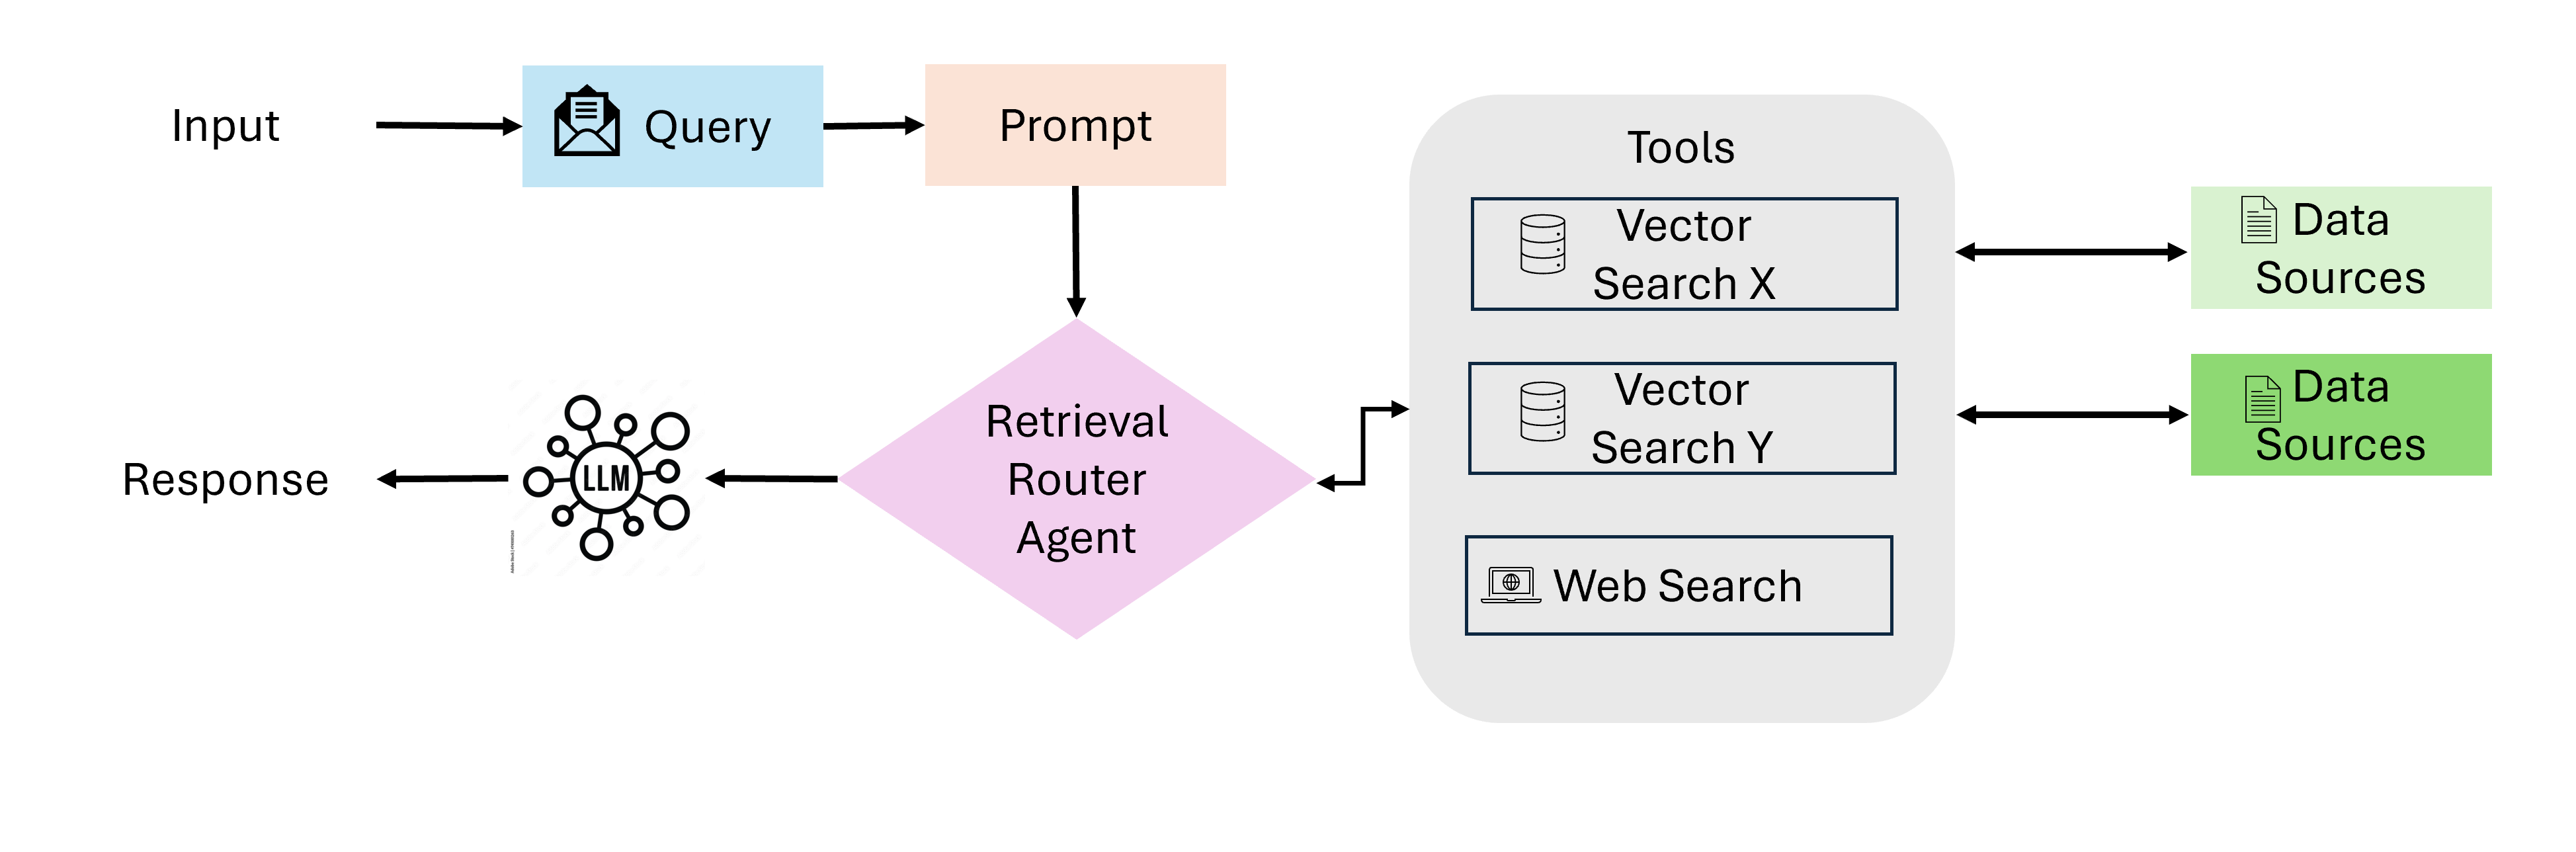 Input
Query
Prompt
Tools
Vector
Search X
Data
Sources
Vector
Search Y
Data
Sources
Retrieval
Router
Agent
LLM
Response
Web Search